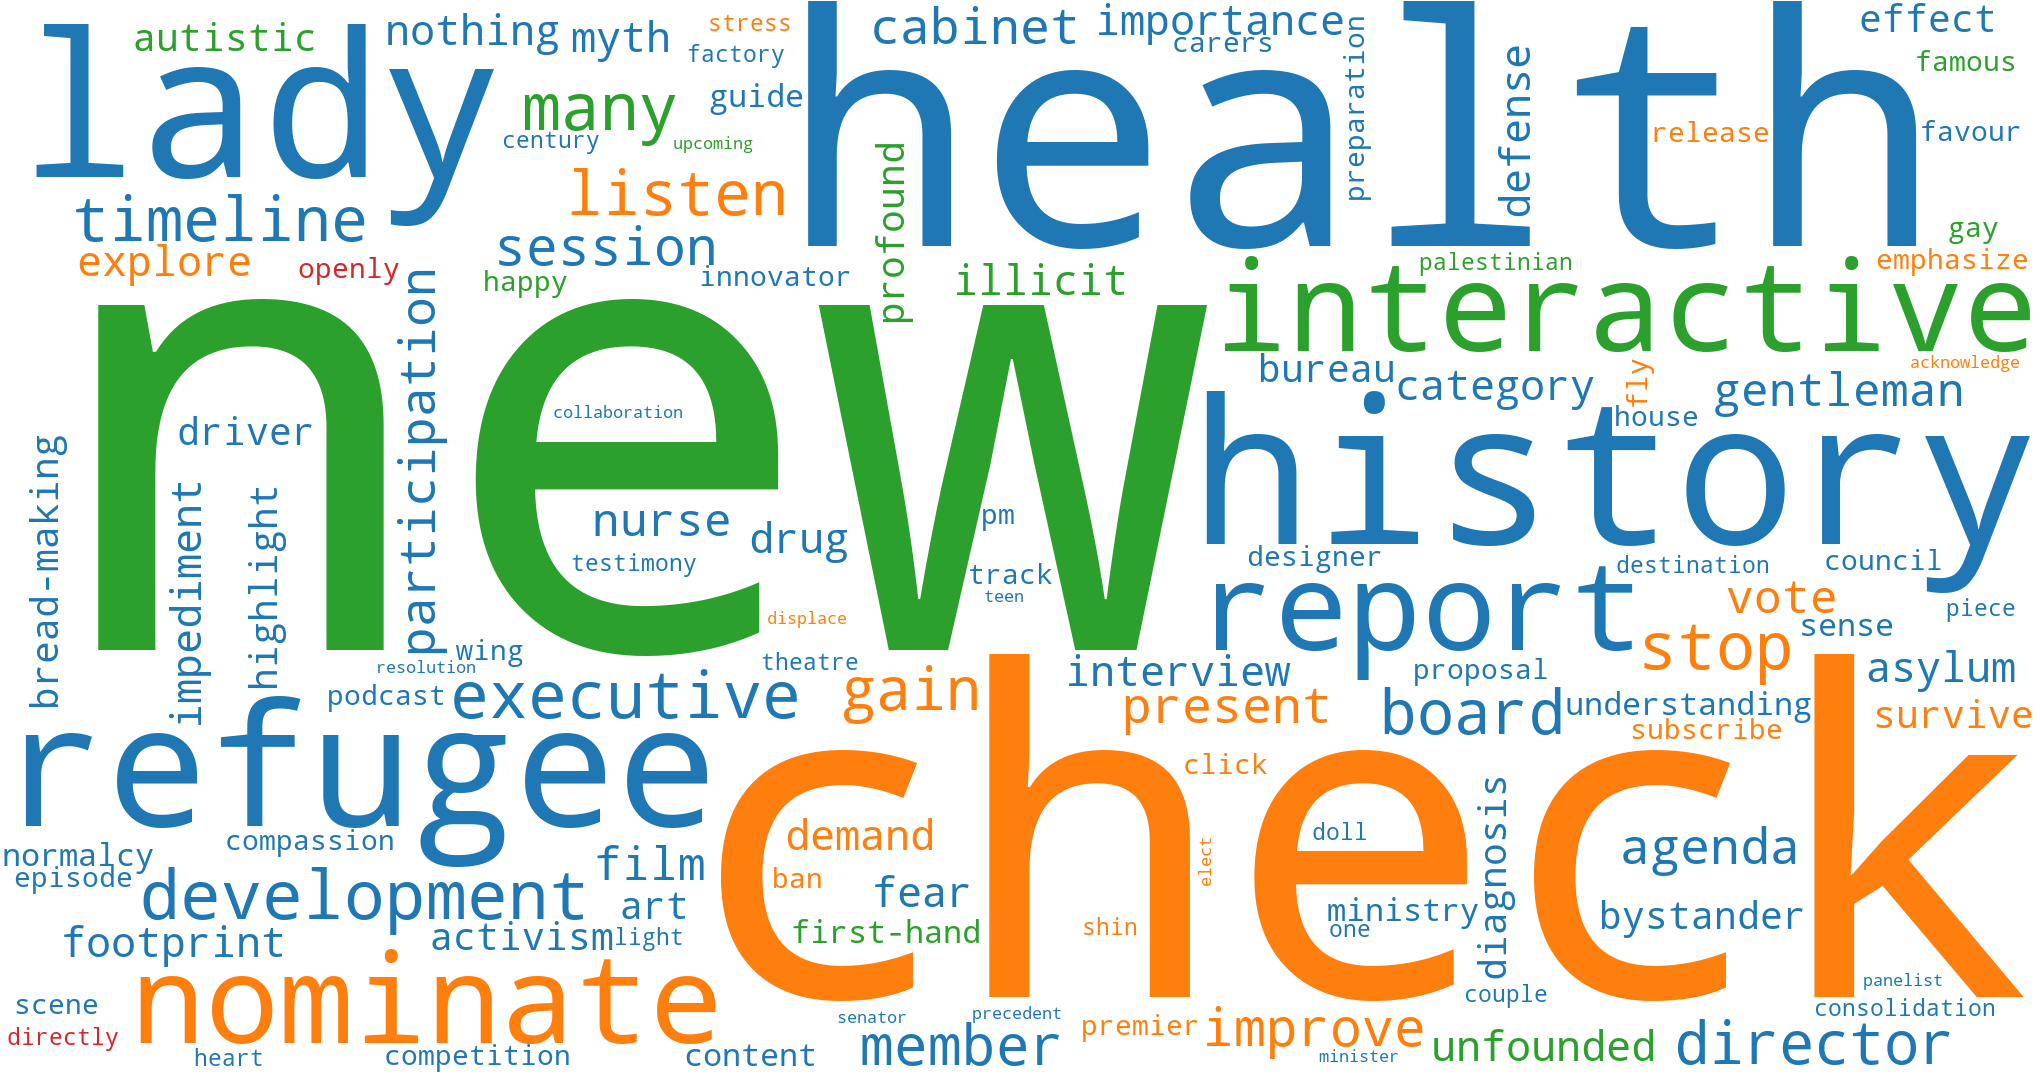 lady
health
autistic
nothing
myth
stress
factory
cabinet
importance
carers
preparation
defense
effect
famous
many
guide
century
upcoming
release
favour
listen
profound
timeline
session
explore
openly
happy
innovator
illicit
palestinian
gay
emphasize
interactive
new
participation
bureau
category
fly
acknowledge
gentleman
house
driver
collaboration
history
bread-making
impediment
highlight
nurse
drug
pm
testimony
track
teen
designer
destination
council
displace
report
vote
piece
sense
stop
wing
resolution
theatre
podcast
executive
gain
interview
present
proposal
board
understanding
subscribe
asylum
survive
refugee
check
click
demand
doll
diagnosis
agenda
compassion
normalcy
episode
film
ban
elect
development
art
fear
ministry
one
bystander
footprint
activism
light
first-hand
shin
nominate
couple
panelist
consolidation
scene
directly
heart
competition
content
senator
precedent
member
premier
improve
minister
unfounded
director